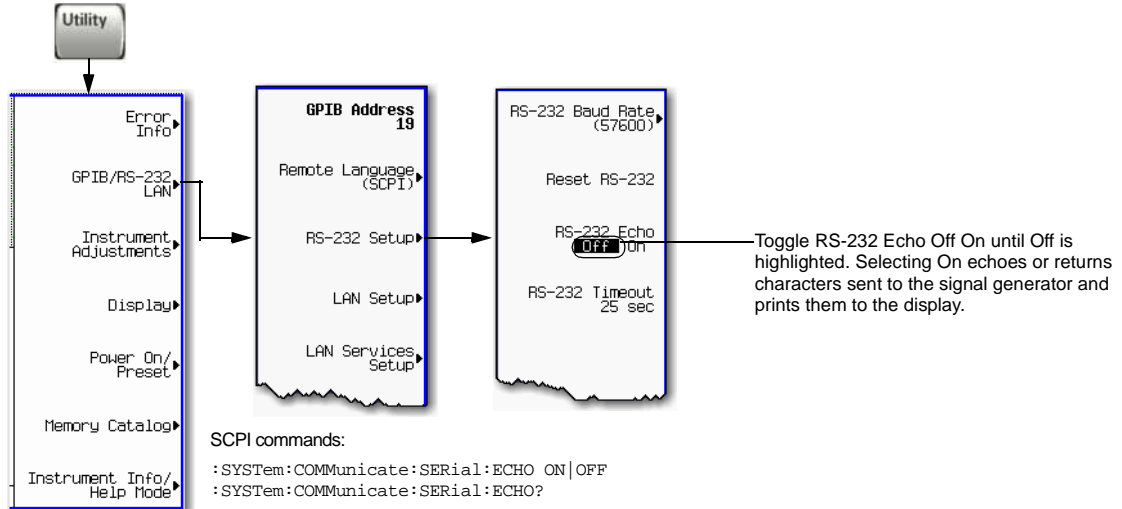 Utility
Error
Info
GPIB/RS-232
LAN
Instrument
Adjustments
Display
Power On/
Preset
Memory Catalog
Instrument Info/
Help Mode
GPIB Address
19
Remote Language
(SCPI)
RS-232 Setup
LAN Setup
LAN Services
Setup
RS-232 Baud Rate
(57600)
Reset RS-232
RS-232 Echo
Off On
RS-232 Timeout
25 sec
Toggle RS-232 Echo Off On until Off is
highlighted. Selecting On echoes or returns
characters sent to the signal generator and
prints them to the display.
SCPI commands:
:SYSTem:COMMunicate:SERial:ECHO ON|OFF
:SYSTem:COMMunicate:SERial:ECHO?